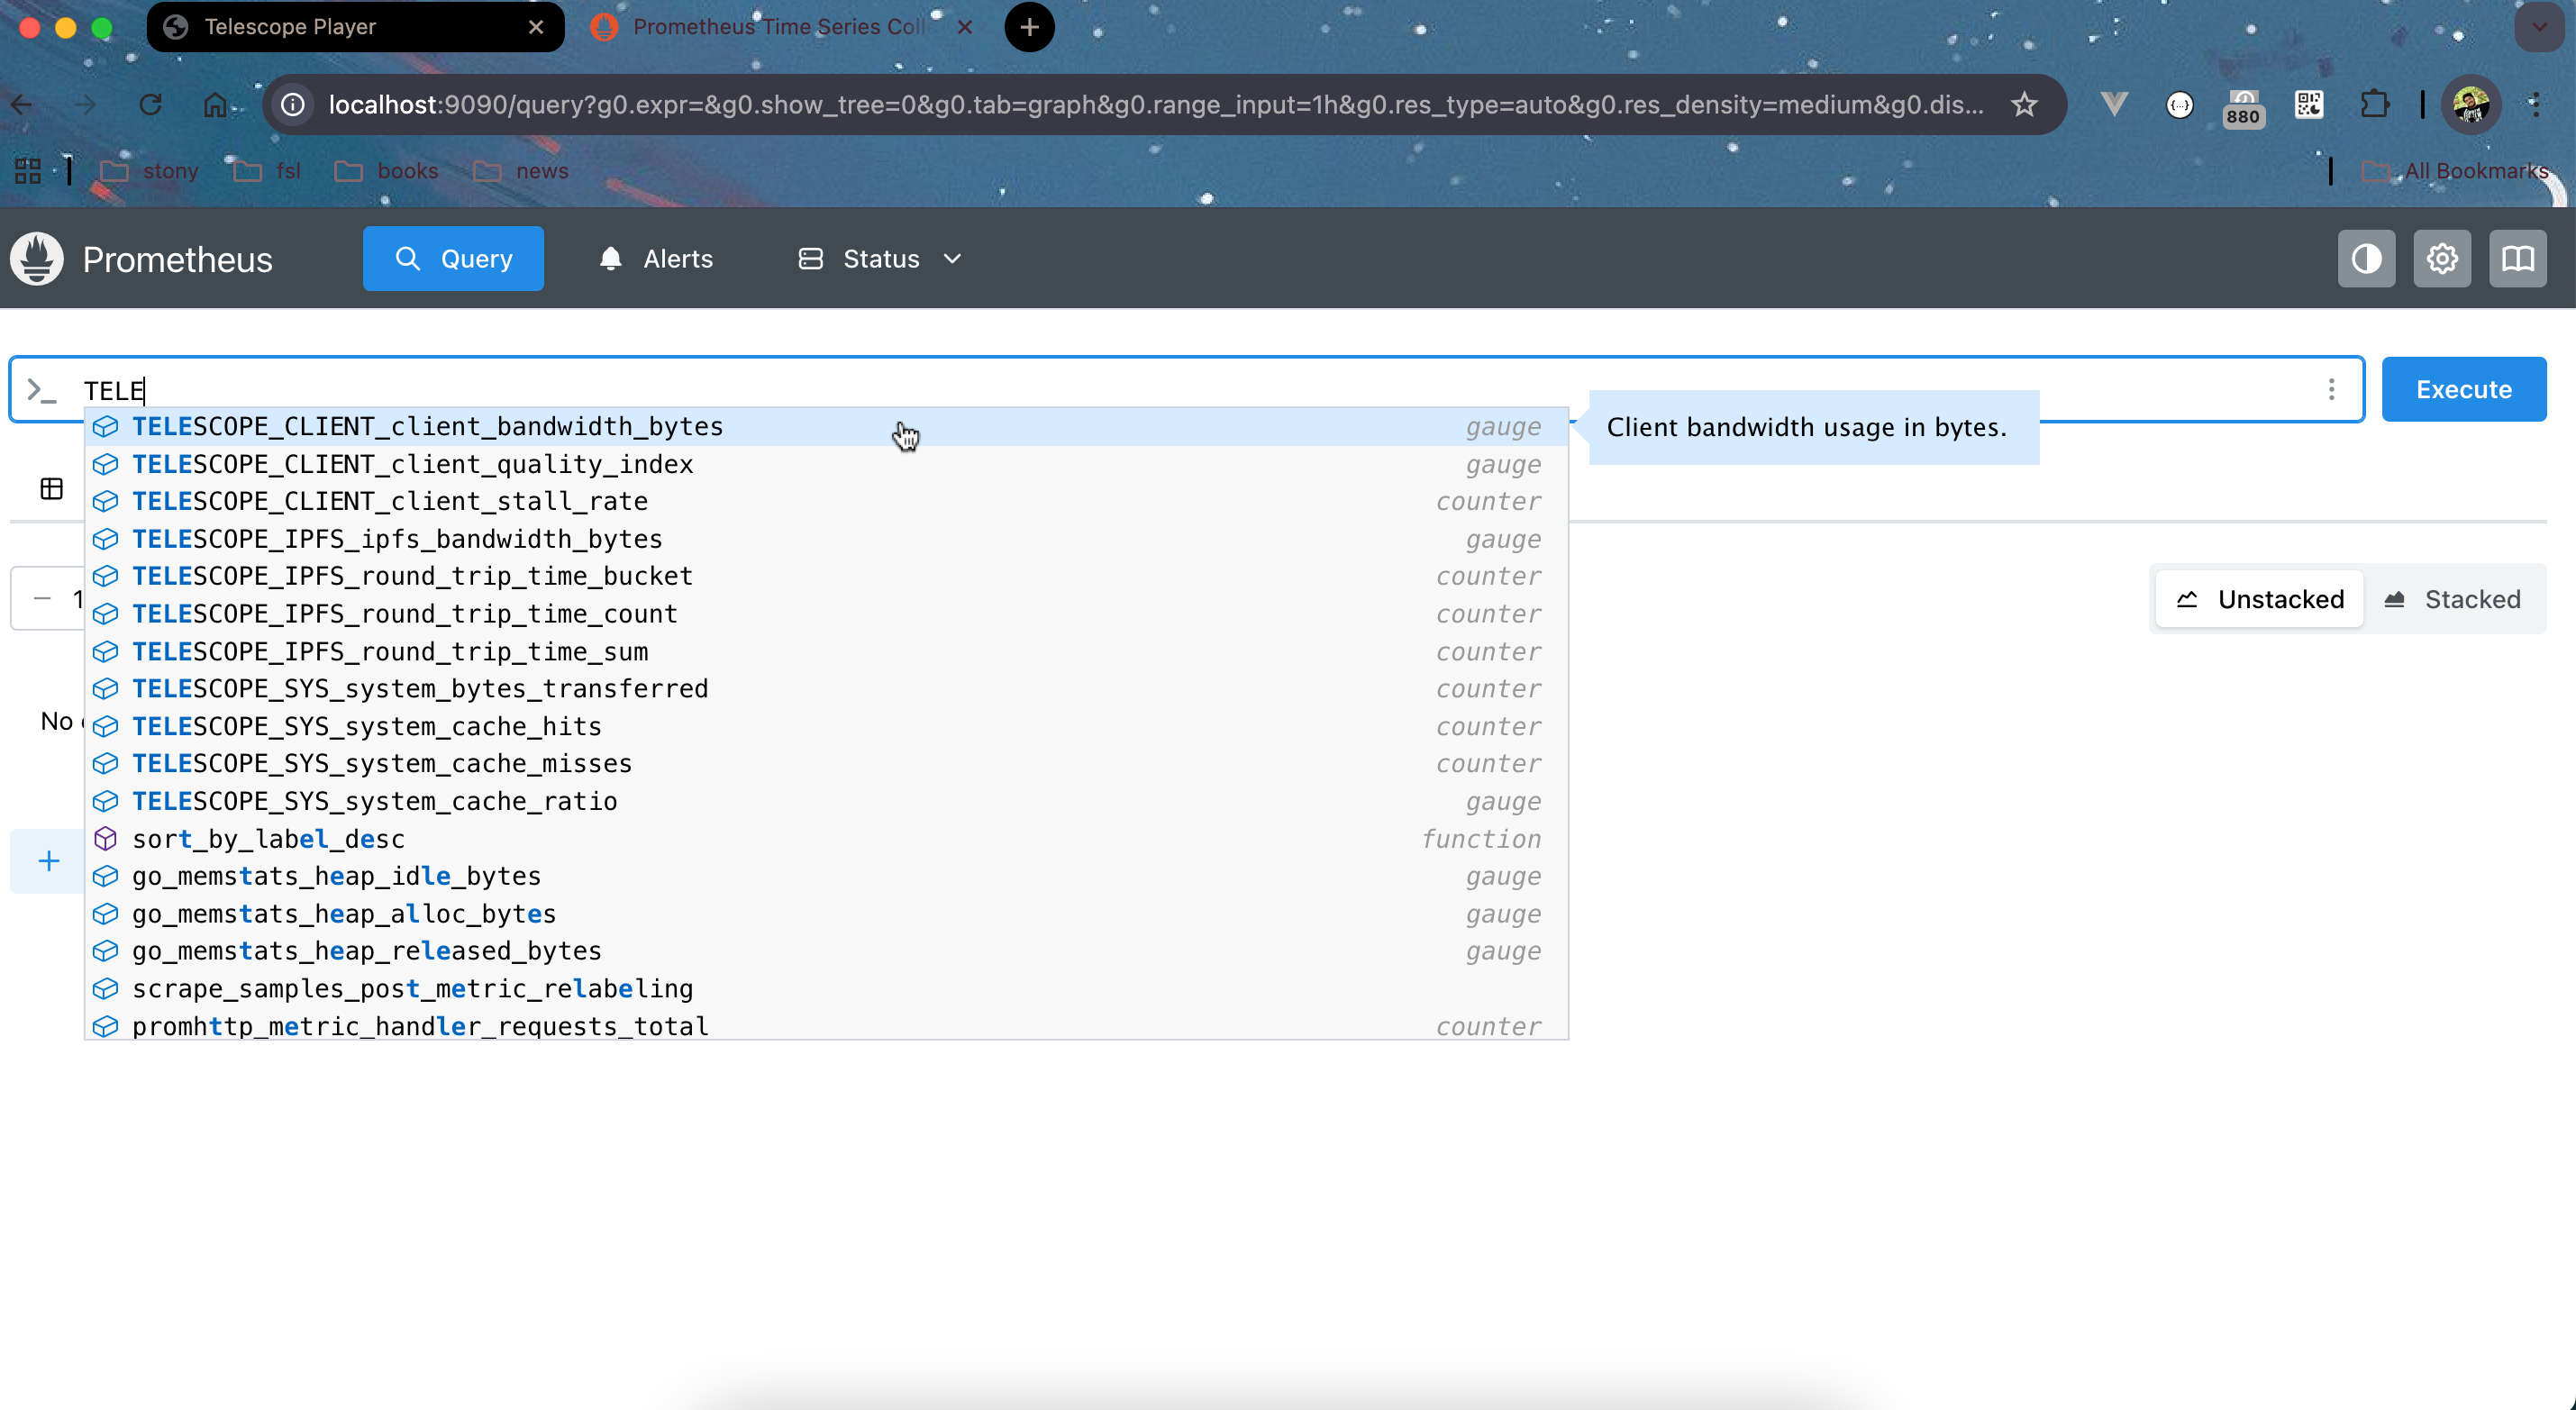 Telescope Player
Prometheus Time Series Coll
localhost:9090/query?g0.expr=&g0.show_tree=0&g0.tab=graph&g0.range_input=1h&g0.res_type=auto&g0.res_density=medium&g0.dis...
880
stony fsl books news All Bookmarks
Prometheus Query Alerts Status
TELE Execute
TELESCOPE_CLIENT_client_bandwidth_bytes gauge Client bandwidth usage in bytes.
TELESCOPE_CLIENT_client_quality_index gauge
TELESCOPE_CLIENT_client_stall_rate counter
TELESCOPE_IPFS_ipfs_bandwidth_bytes gauge
TELESCOPE_IPFS_round_trip_time_bucket counter
1 Unstacked Stacked
TELESCOPE_IPFS_round_trip_time_count counter
TELESCOPE_IPFS_round_trip_time_sum counter
TELESCOPE_SYS_system_bytes_transferred counter
No
TELESCOPE_SYS_system_cache_hits counter
TELESCOPE_SYS_system_cache_misses counter
TELESCOPE_SYS_system_cache_ratio gauge
sort_by_label_desc function
go_memstats_heap_idle_bytes gauge
go_memstats_heap_alloc_bytes gauge
go_memstats_heap_released_bytes gauge
scrape_samples_post_metric_relabeling
promhttp_metric_handler_requests_total counter